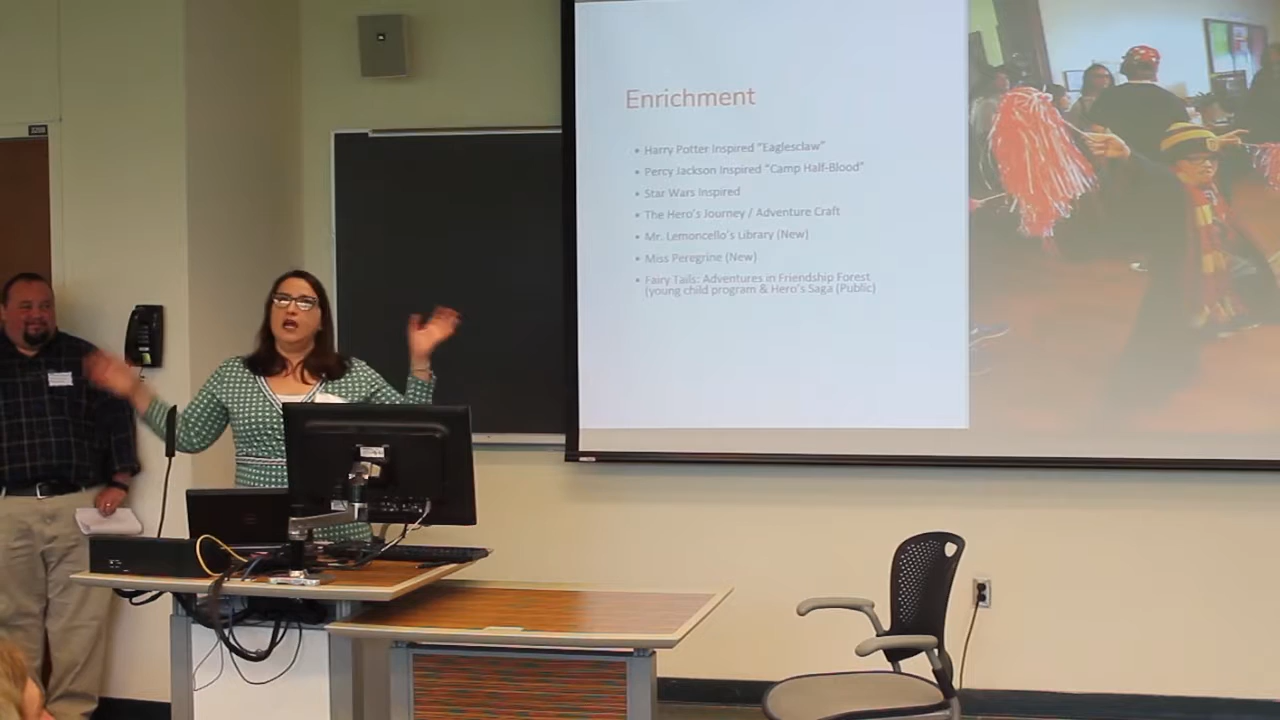 3208
Enrichment
• Harry Potter Inspired "Eaglesclaw"
• Percy Jackson Inspired "Camp Half-Blood"
• Star Wars Inspired
• The Hero's Journey / Adventure Craft
• Mr. Lemoncello's Library (New)
• Miss Peregrine (New)
• Fairy Tails: Adventures in Friendship Forest
(young child program & Hero's Saga (Public)